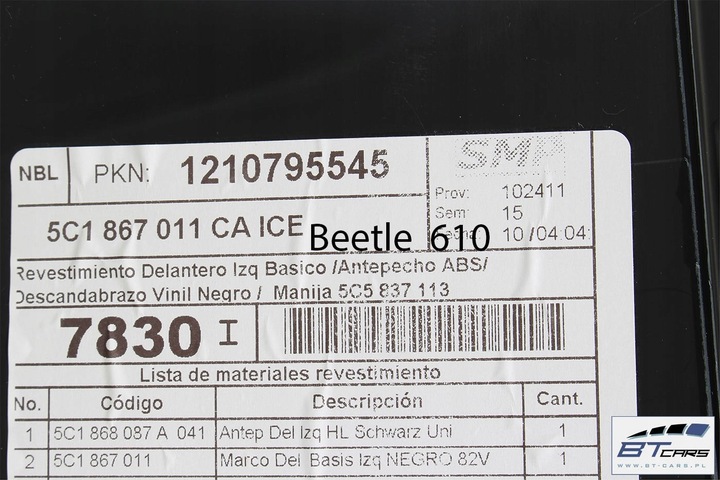 NBL PKN: 1210795545 SMP
Prov: 102411
5C1 867 011 CA ICE Sem: 15
Beetle 610 10/04:04
Revestimiento Delantero Izq Basico /Antepecho ABS/
Descandabrazo Vinil Negro / Manija 5C5 837 113
7830 I
Lista de materiales revestimiento
No. Código Descripción Cant.
1 5C1 868 087 A 041 Antep Del Izq HL Schwarz Uni 1
2 5C1 867 011 Marco Del Basis Izq NEGRO 82V 1
BT CARS
WWW.BT-CARS.PL